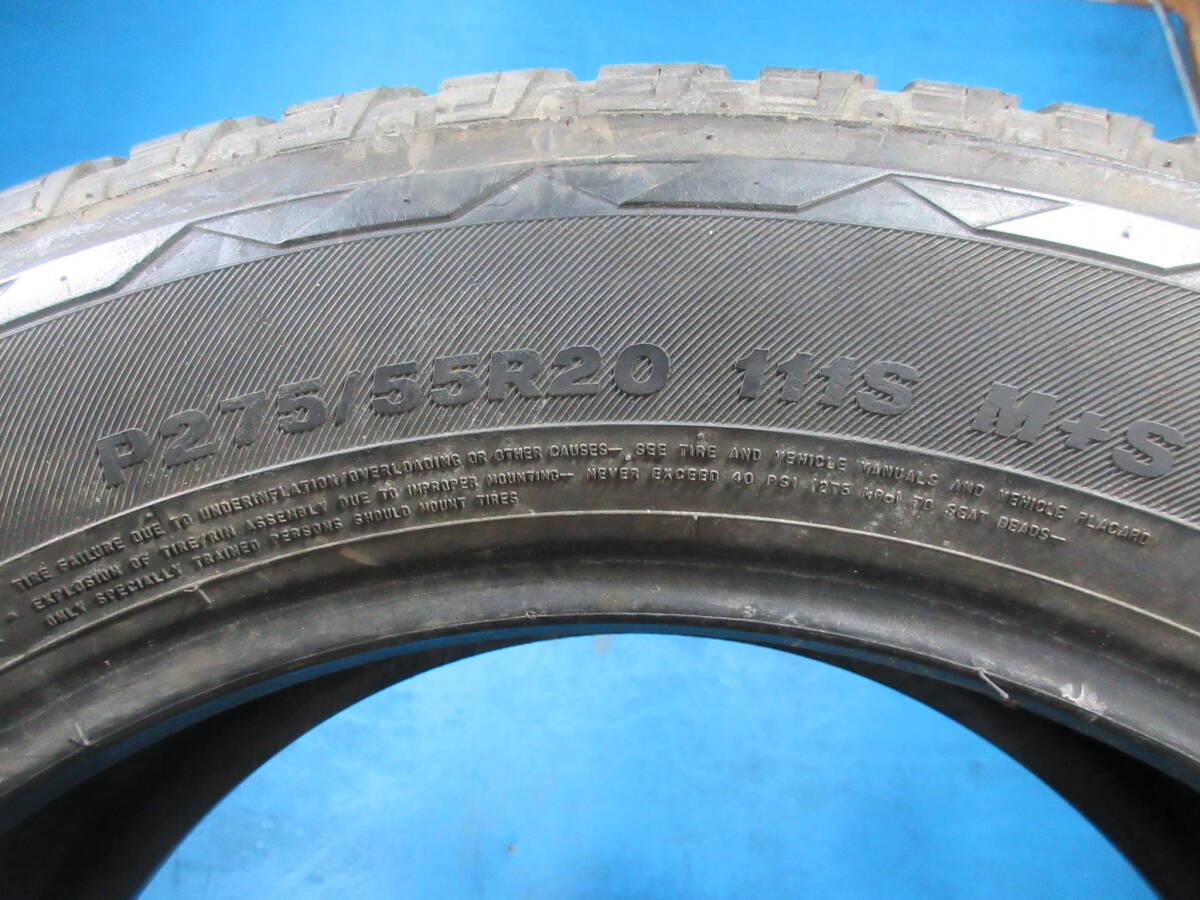 P275/55R20 111S M+S
TIRE FAILURE DUE TO UNDERINFLATION/OVERLOADING OR OTHER CAUSES— SEE TIRE AND VEHICLE MANUALS AND VEHICLE PLACARD
EXPLOSION OF TIRE/RIM ASSEMBLY DUE TO IMPROPER MOUNTING— NEVER EXCEED 40 PSI (275 KPa) TO SEAT BEADS—
ONLY SPECIALLY TRAINED PERSONS SHOULD MOUNT TIRES